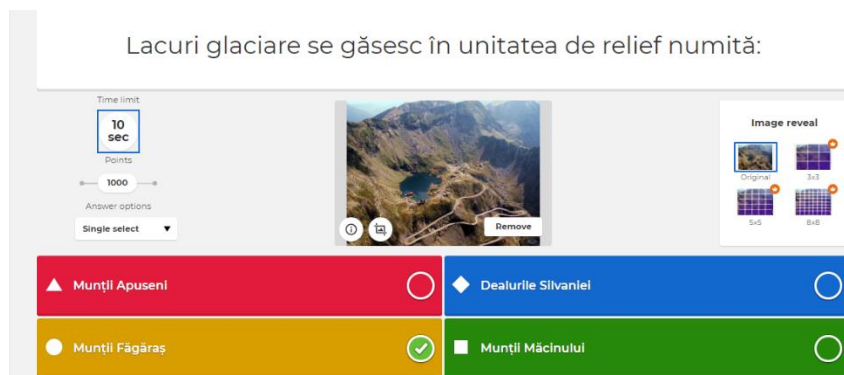 Lacuri glaciare se găsesc în unitatea de relief numită:
Time limit
10
sec
Points
1000
Answer options
Single select
Remove
Image reveal
Original
3x3
5x5
8x8
Munții Apuseni
Dealurile Silvaniei
Munții Făgăraș
Munții Măcinului